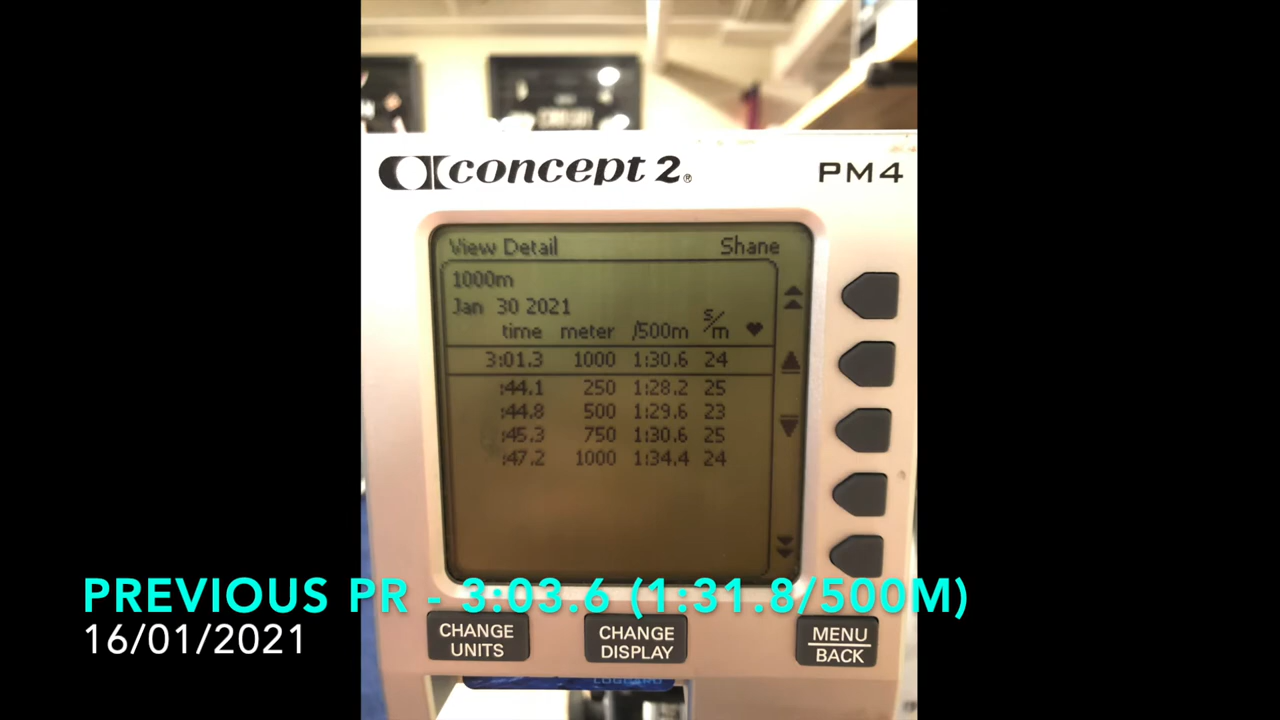 concept 2®
PM4
View Detail Shane
1000m
Jan 30 2021
time meter /500m s/m ♥
3:01.3 1000 1:30.6 24
:44.1 250 1:28.2 25
:44.8 500 1:29.6 23
:45.3 750 1:30.6 25
:47.2 1000 1:34.4 24
PREVIOUS PR - 3:03.6 (1:31.8/500M)
16/01/2021
CHANGE UNITS
CHANGE DISPLAY
MENU
BACK